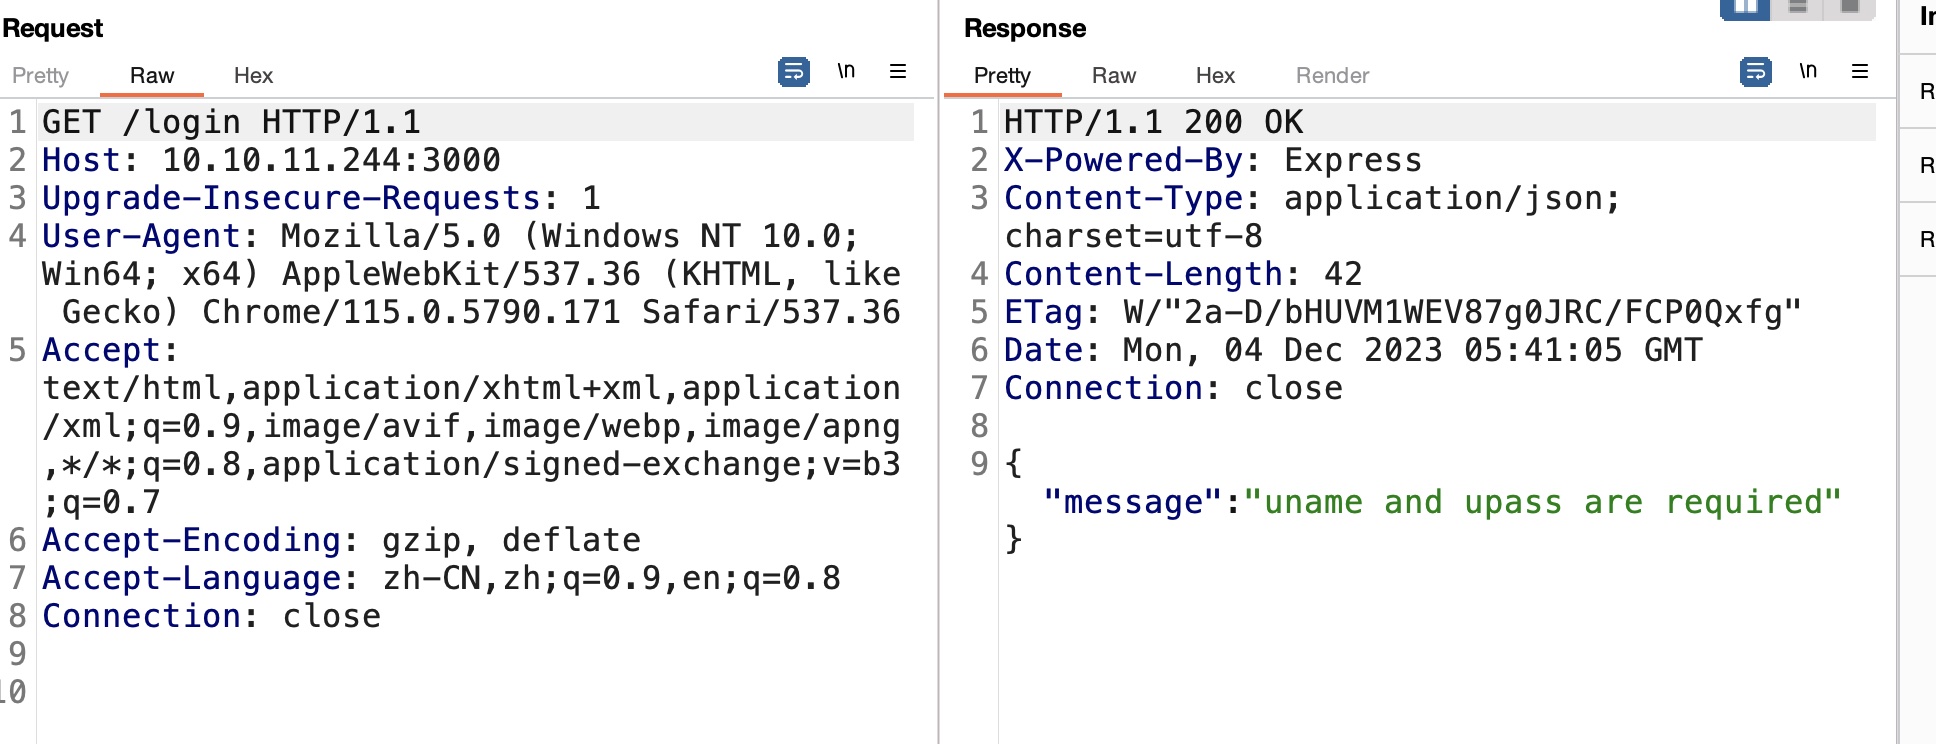 Request
Pretty Raw Hex \n
1 GET /login HTTP/1.1
2 Host: 10.10.11.244:3000
3 Upgrade-Insecure-Requests: 1
4 User-Agent: Mozilla/5.0 (Windows NT 10.0;
Win64; x64) AppleWebKit/537.36 (KHTML, like
Gecko) Chrome/115.0.5790.171 Safari/537.36
5 Accept:
text/html,application/xhtml+xml,application
/xml;q=0.9,image/avif,image/webp,image/apng
,*/*;q=0.8,application/signed-exchange;v=b3
;q=0.7
6 Accept-Encoding: gzip, deflate
7 Accept-Language: zh-CN,zh;q=0.9,en;q=0.8
8 Connection: close
9
10
Response
Pretty Raw Hex Render \n
1 HTTP/1.1 200 OK
2 X-Powered-By: Express
3 Content-Type: application/json;
charset=utf-8
4 Content-Length: 42
5 ETag: W/"2a-D/bHUVM1WEV87g0JRC/FCP0Qxfg"
6 Date: Mon, 04 Dec 2023 05:41:05 GMT
7 Connection: close
8
9 {
"message":"uname and upass are required"
}